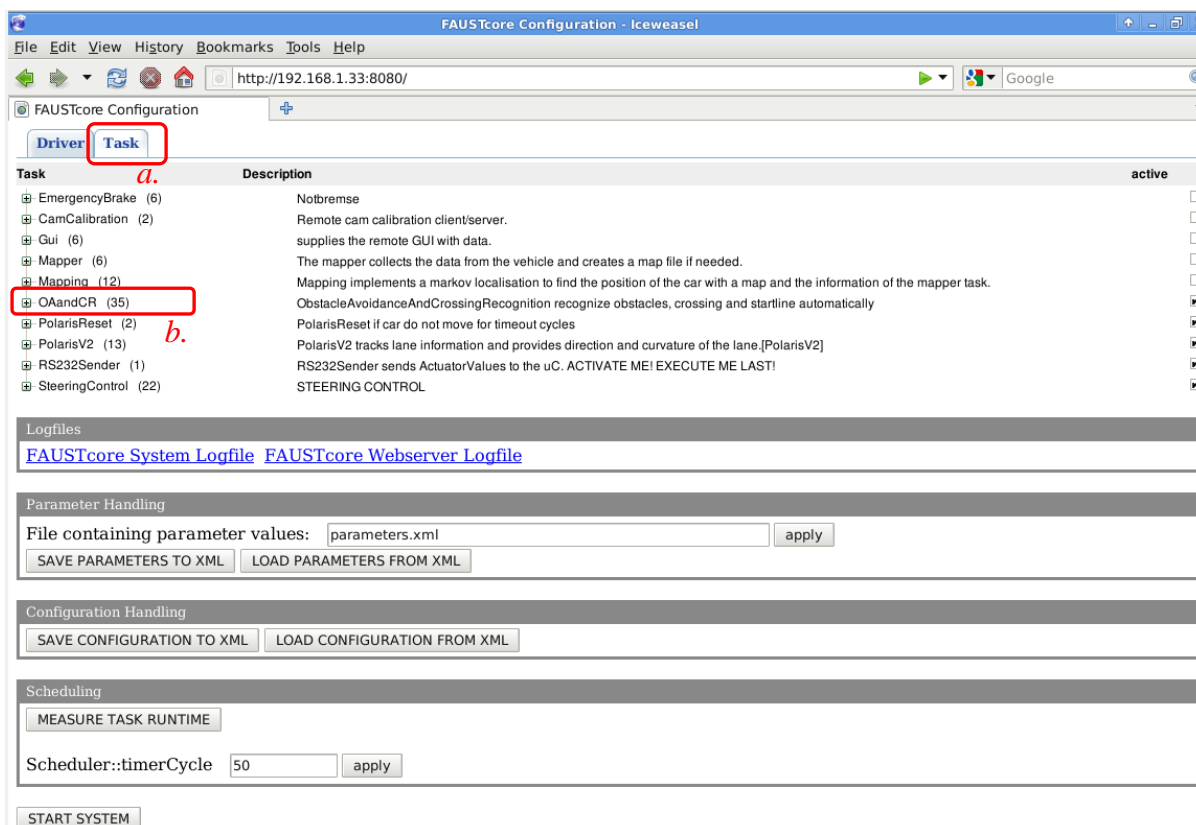 FAUSTcore Configuration - Iceweasel
File Edit View History Bookmarks Tools Help
http://192.168.1.33:8080/ Google
FAUSTcore Configuration
Driver Task
a.
Task Description active
EmergencyBrake (6) Notbremse
CamCalibration (2) Remote cam calibration client/server.
Gui (6) supplies the remote GUI with data.
Mapper (6) The mapper collects the data from the vehicle and creates a map file if needed.
Mapping (12) Mapping implements a markov localisation to find the position of the car with a map and the information of the mapper task.
OAandCR (35) ObstacleAvoidanceAndCrossingRecognition recognize obstacles, crossing and startline automatically
b.
PolarisReset (2) PolarisReset if car do not move for timeout cycles
PolarisV2 (13) PolarisV2 tracks lane information and provides direction and curvature of the lane.[PolarisV2]
RS232Sender (1) RS232Sender sends ActuatorValues to the uC. ACTIVATE ME! EXECUTE ME LAST!
SteeringControl (22) STEERING CONTROL
Logfiles
FAUSTcore System Logfile FAUSTcore Webserver Logfile
Parameter Handling
File containing parameter values: parameters.xml apply
SAVE PARAMETERS TO XML LOAD PARAMETERS FROM XML
Configuration Handling
SAVE CONFIGURATION TO XML LOAD CONFIGURATION FROM XML
Scheduling
MEASURE TASK RUNTIME
Scheduler::timerCycle 50 apply
START SYSTEM